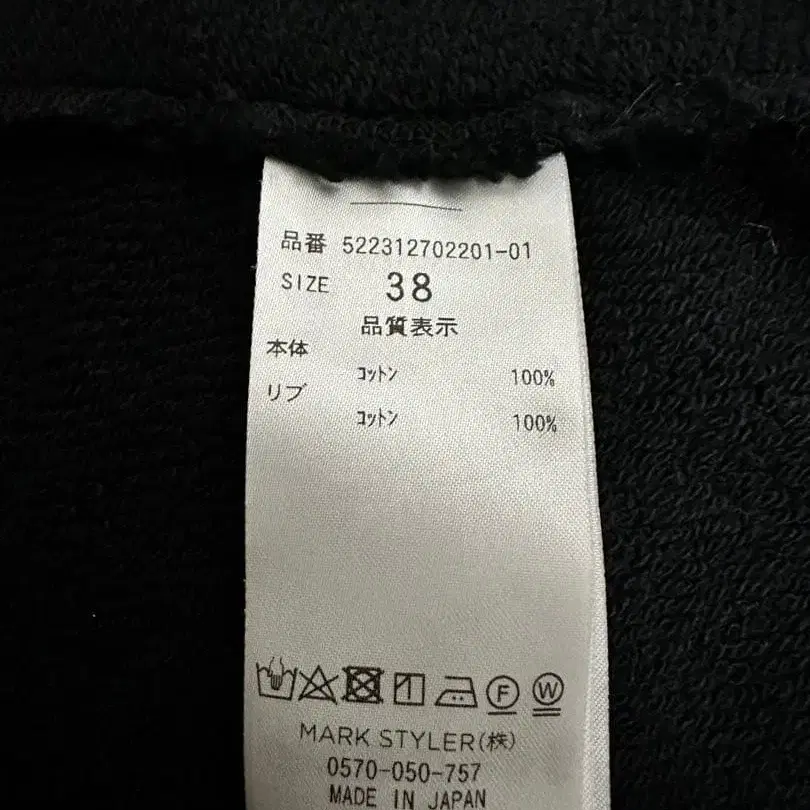 品番 522312702201-01
SIZE 38
品質表示
本体
コットン 100%
リブ
コットン 100%
F W
MARK STYLER(株)
0570-050-757
MADE IN JAPAN